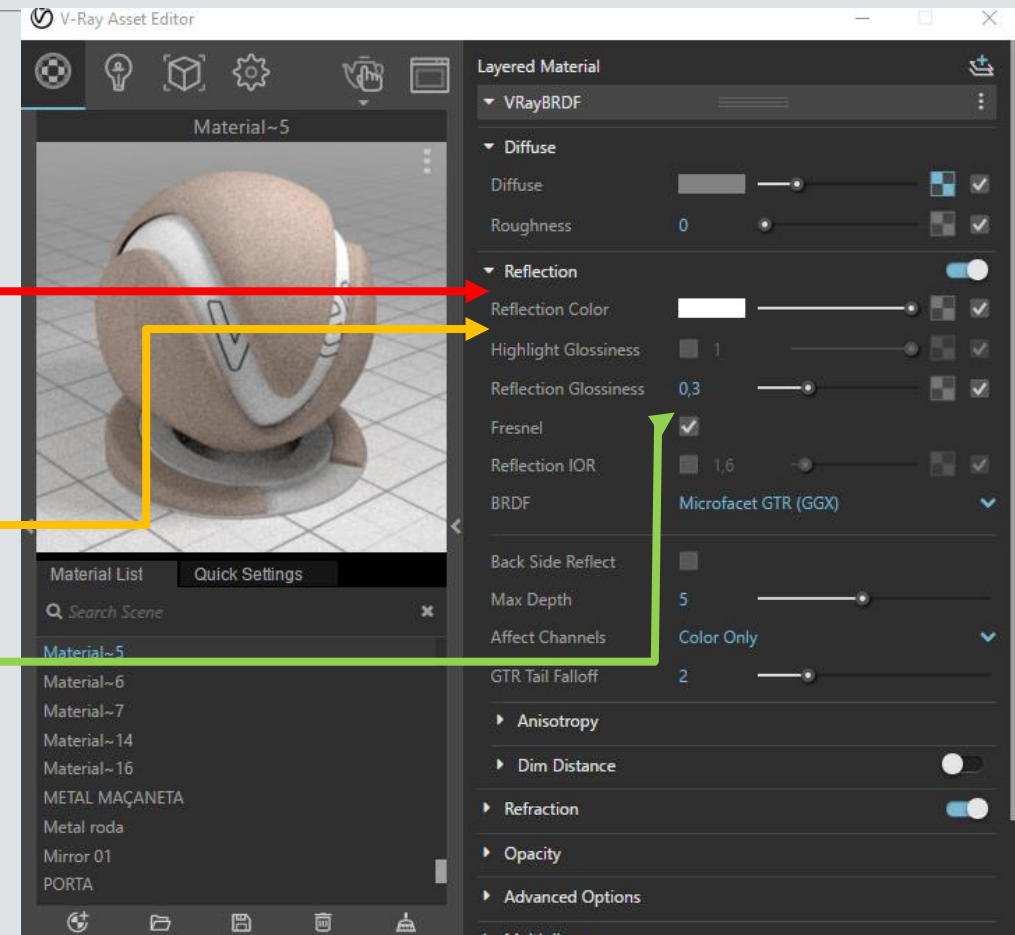 V-Ray Asset Editor
Material~5
Material List
Quick Settings
Search Scene
Material~5
Material~6
Material~7
Material~14
Material~16
METAL MAÇANETA
Metal roda
Mirror 01
PORTA
Layered Material
VRayBRDF
Diffuse
Diffuse
Roughness 0
Reflection
Reflection Color
Highlight Glossiness 1
Reflection Glossiness 0,3
Fresnel
Reflection IOR 1,6
BRDF Microfacet GTR (GGX)
Back Side Reflect
Max Depth 5
Affect Channels Color Only
GTR Tail Falloff 2
Anisotropy
Dim Distance
Refraction
Opacity
Advanced Options